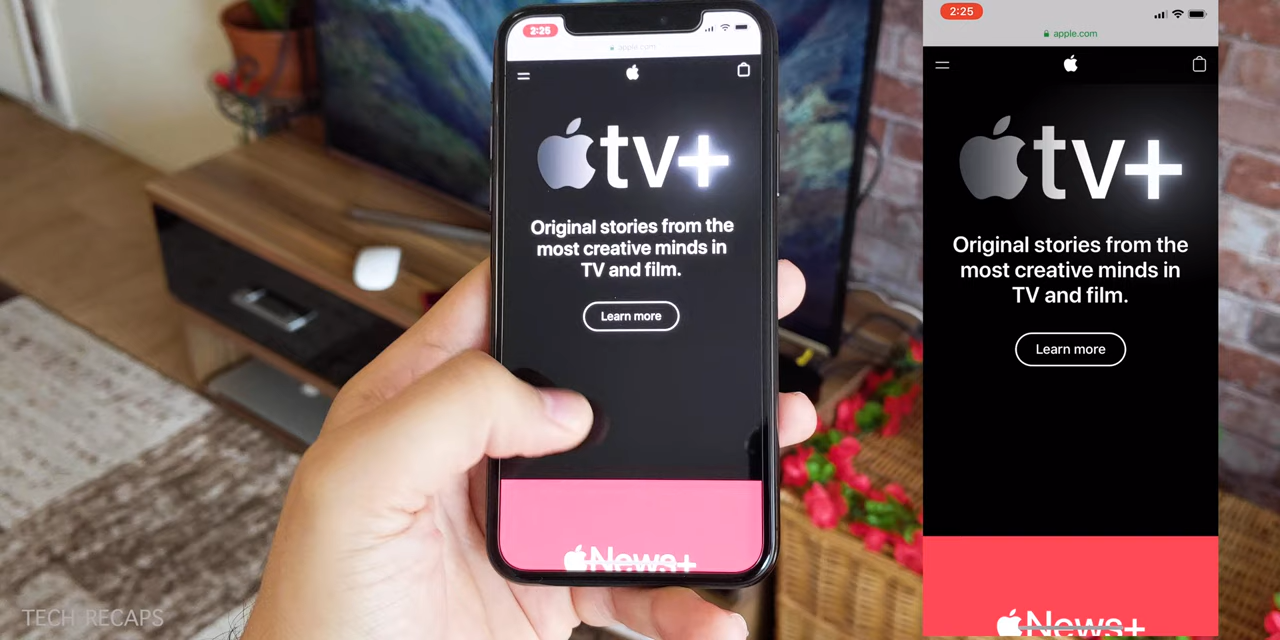 2:25
apple.com
tv+
Original stories from the
most creative minds in
TV and film.
Learn more
News+
TECH RECAPS
2:25
apple.com
tv+
Original stories from the
most creative minds in
TV and film.
Learn more
News+